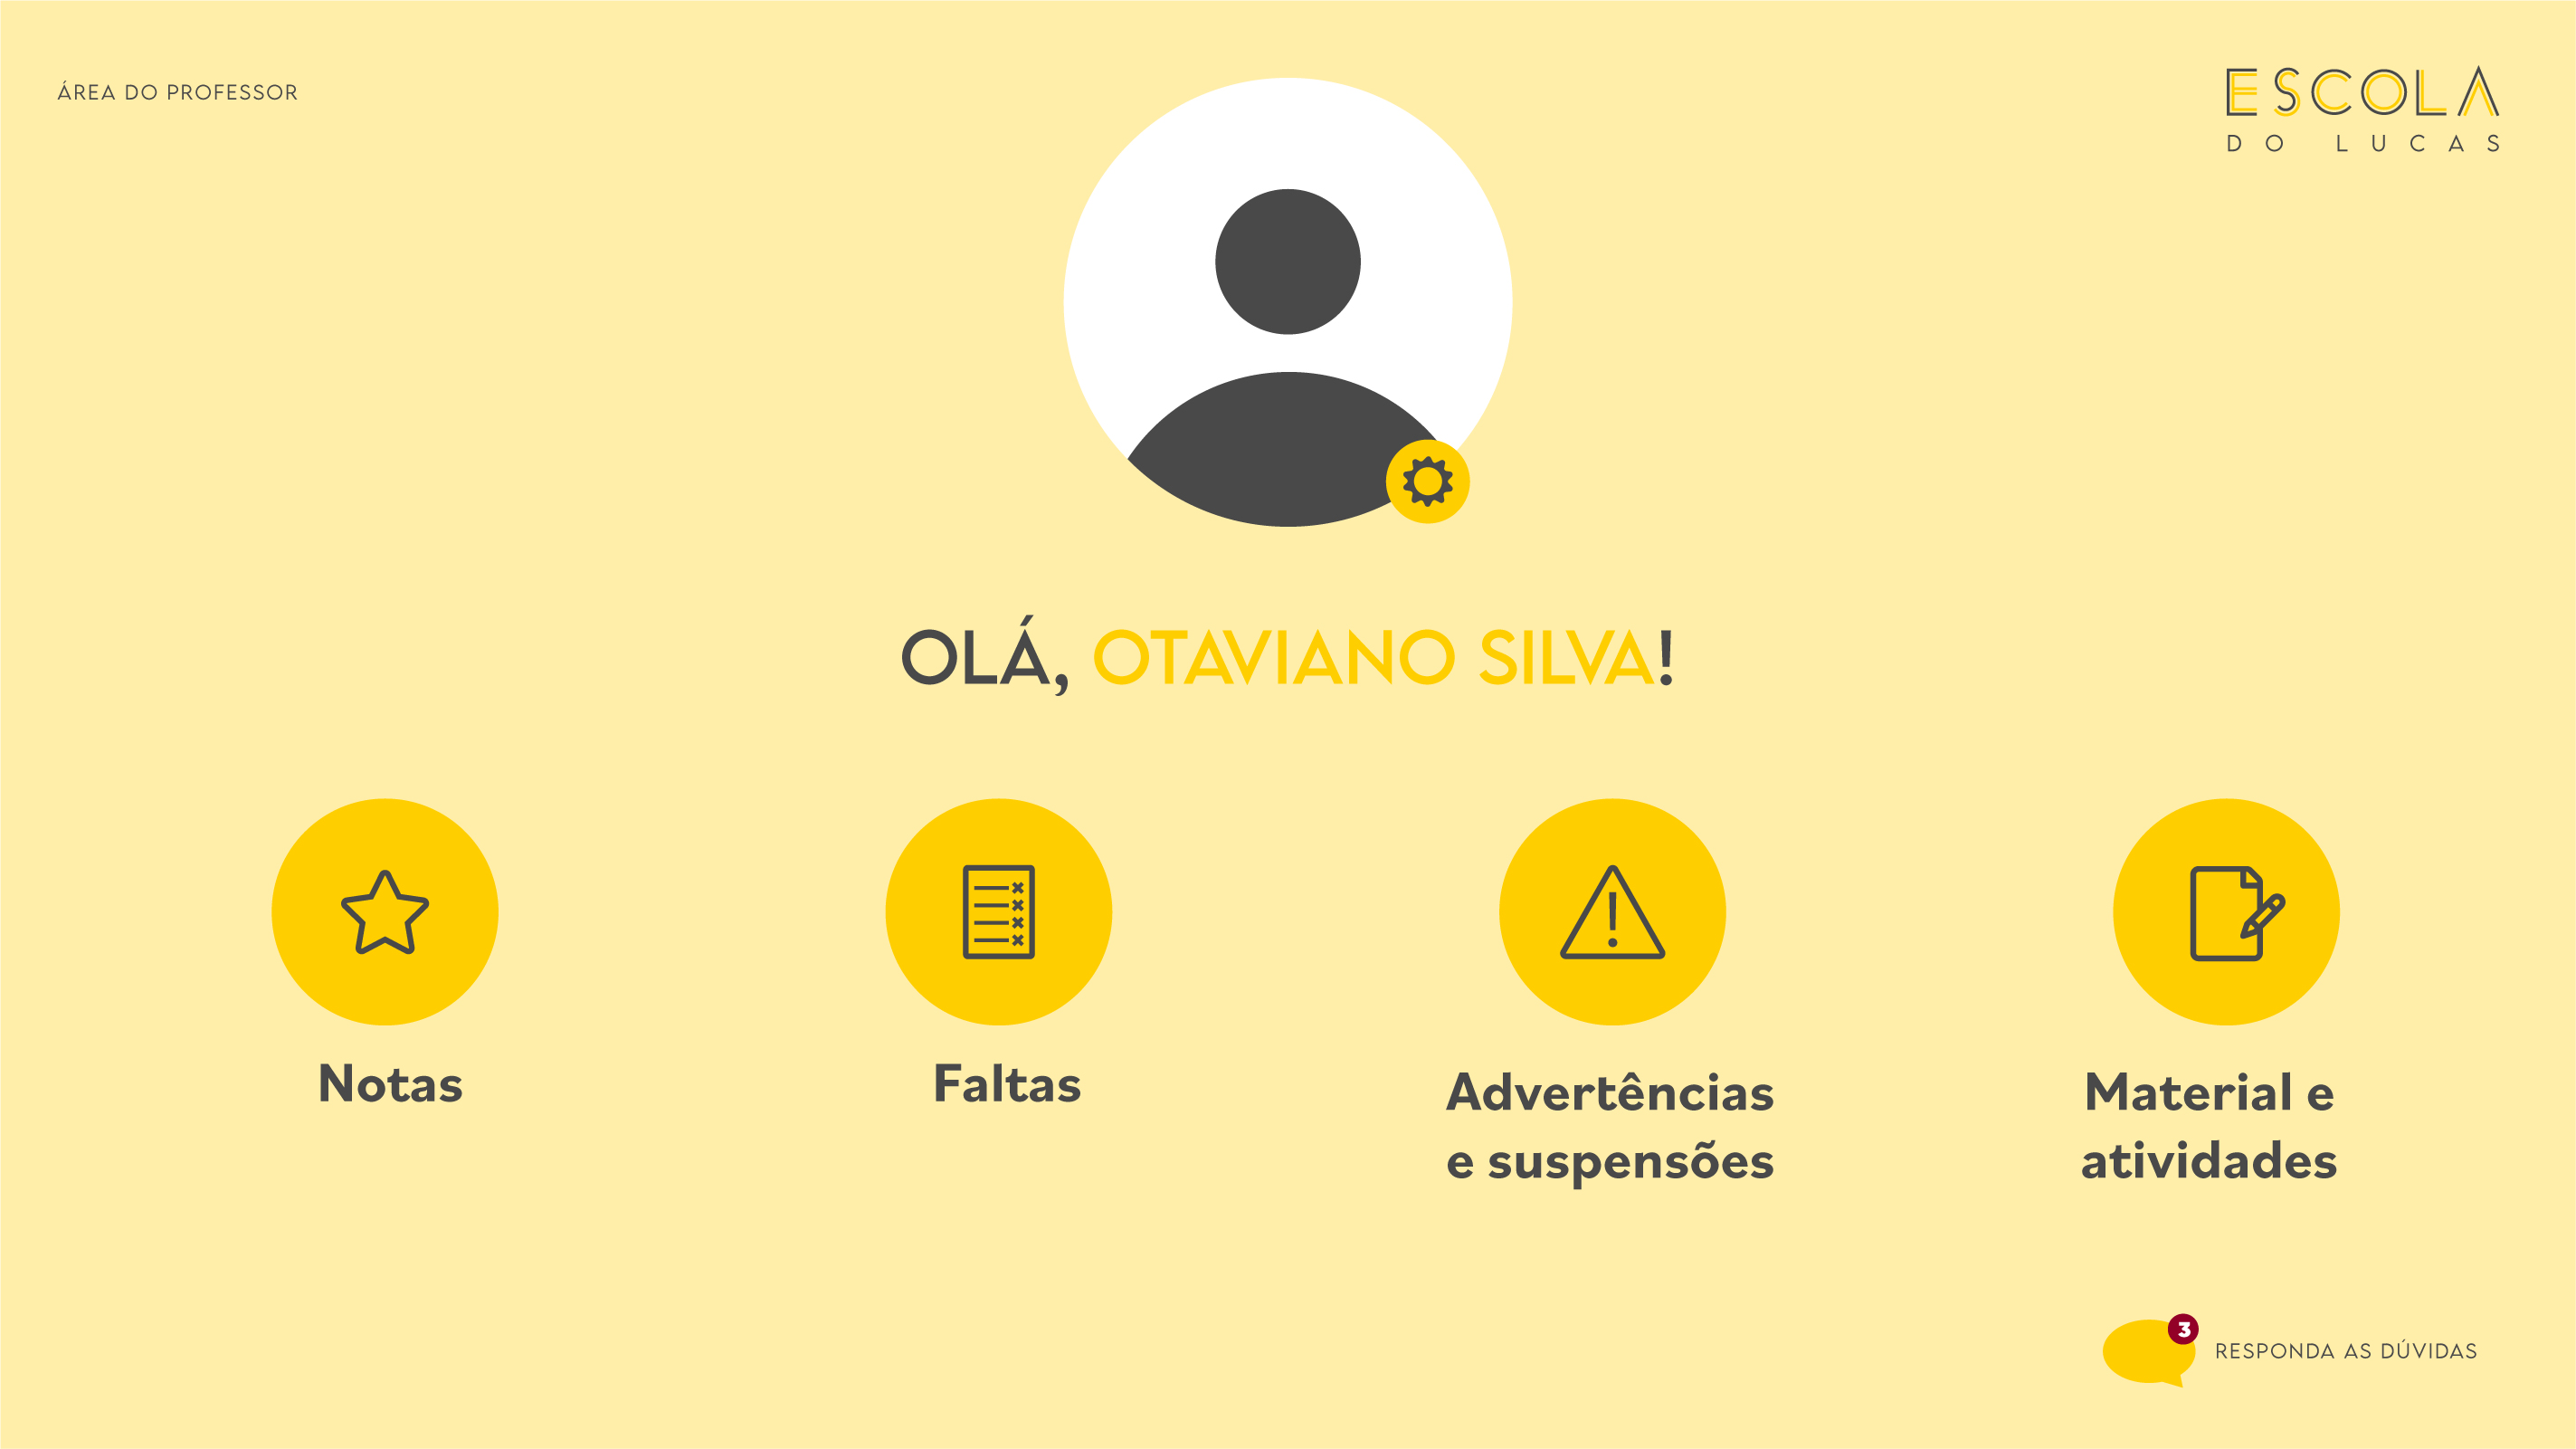 ÁREA DO PROFESSOR
ESCOLA
DO LUCAS
OLÁ, OTAVIANO SILVA!
Notas
Faltas
Advertências
e suspensões
Material e
atividades
3
RESPONDA AS DÚVIDAS